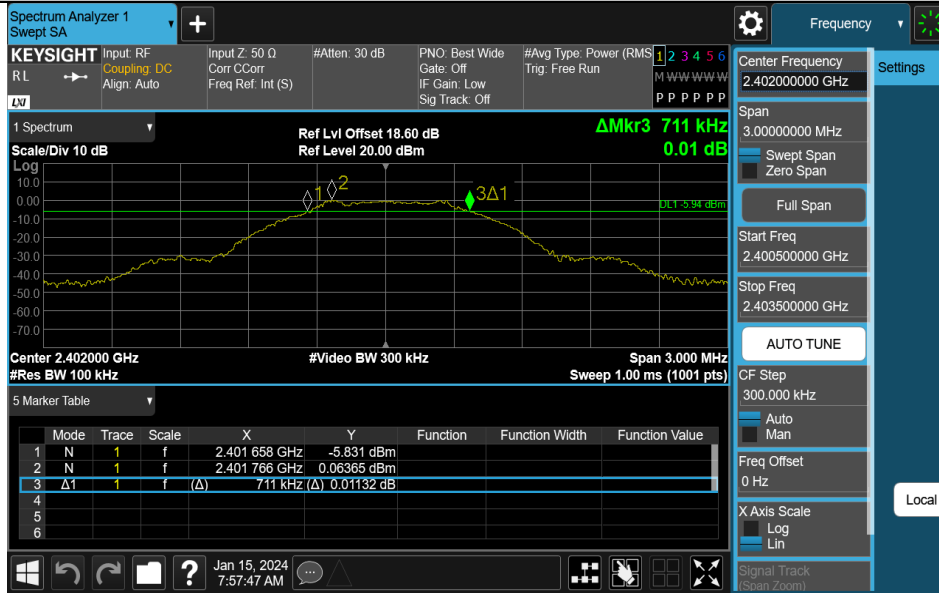 Spectrum Analyzer 1
Swept SA
+
Frequency
KEYSIGHT
RL
LXI
Input: RF
Coupling: DC
Align: Auto
Input Z: 50 Ω
Corr CCorr
Freq Ref: Int (S)
#Atten: 30 dB
PNO: Best Wide
Gate: Off
IF Gain: Low
Sig Track: Off
#Avg Type: Power (RMS
Trig: Free Run
1 2 3 4 5 6
M W W W W W
P P P P P P
1 Spectrum
Scale/Div 10 dB
Ref Lvl Offset 18.60 dB
Ref Level 20.00 dBm
ΔMkr3 711 kHz
0.01 dB
Log
10.0
0.00
-10.0
-20.0
-30.0
-40.0
-50.0
-60.0
-70.0
1
2
3Δ1
DL1 -5.94 dBm
Center 2.402000 GHz
#Video BW 300 kHz
Span 3.000 MHz
#Res BW 100 kHz
Sweep 1.00 ms (1001 pts)
5 Marker Table
Mode Trace Scale X Y Function Function Width Function Value
1 N 1 f 2.401 658 GHz -5.831 dBm
2 N 1 f 2.401 766 GHz 0.06365 dBm
3 Δ1 1 f (Δ) 711 kHz (Δ) 0.01132 dB
4
5
6
?
Jan 15, 2024
7:57:47 AM
Center Frequency
2.402000000 GHz
Settings
Span
3.00000000 MHz
Swept Span
Zero Span
Full Span
Start Freq
2.400500000 GHz
Stop Freq
2.403500000 GHz
AUTO TUNE
CF Step
300.000 kHz
Auto
Man
Freq Offset
0 Hz
Local
X Axis Scale
Log
Lin
Signal Track
(Span Zoom)